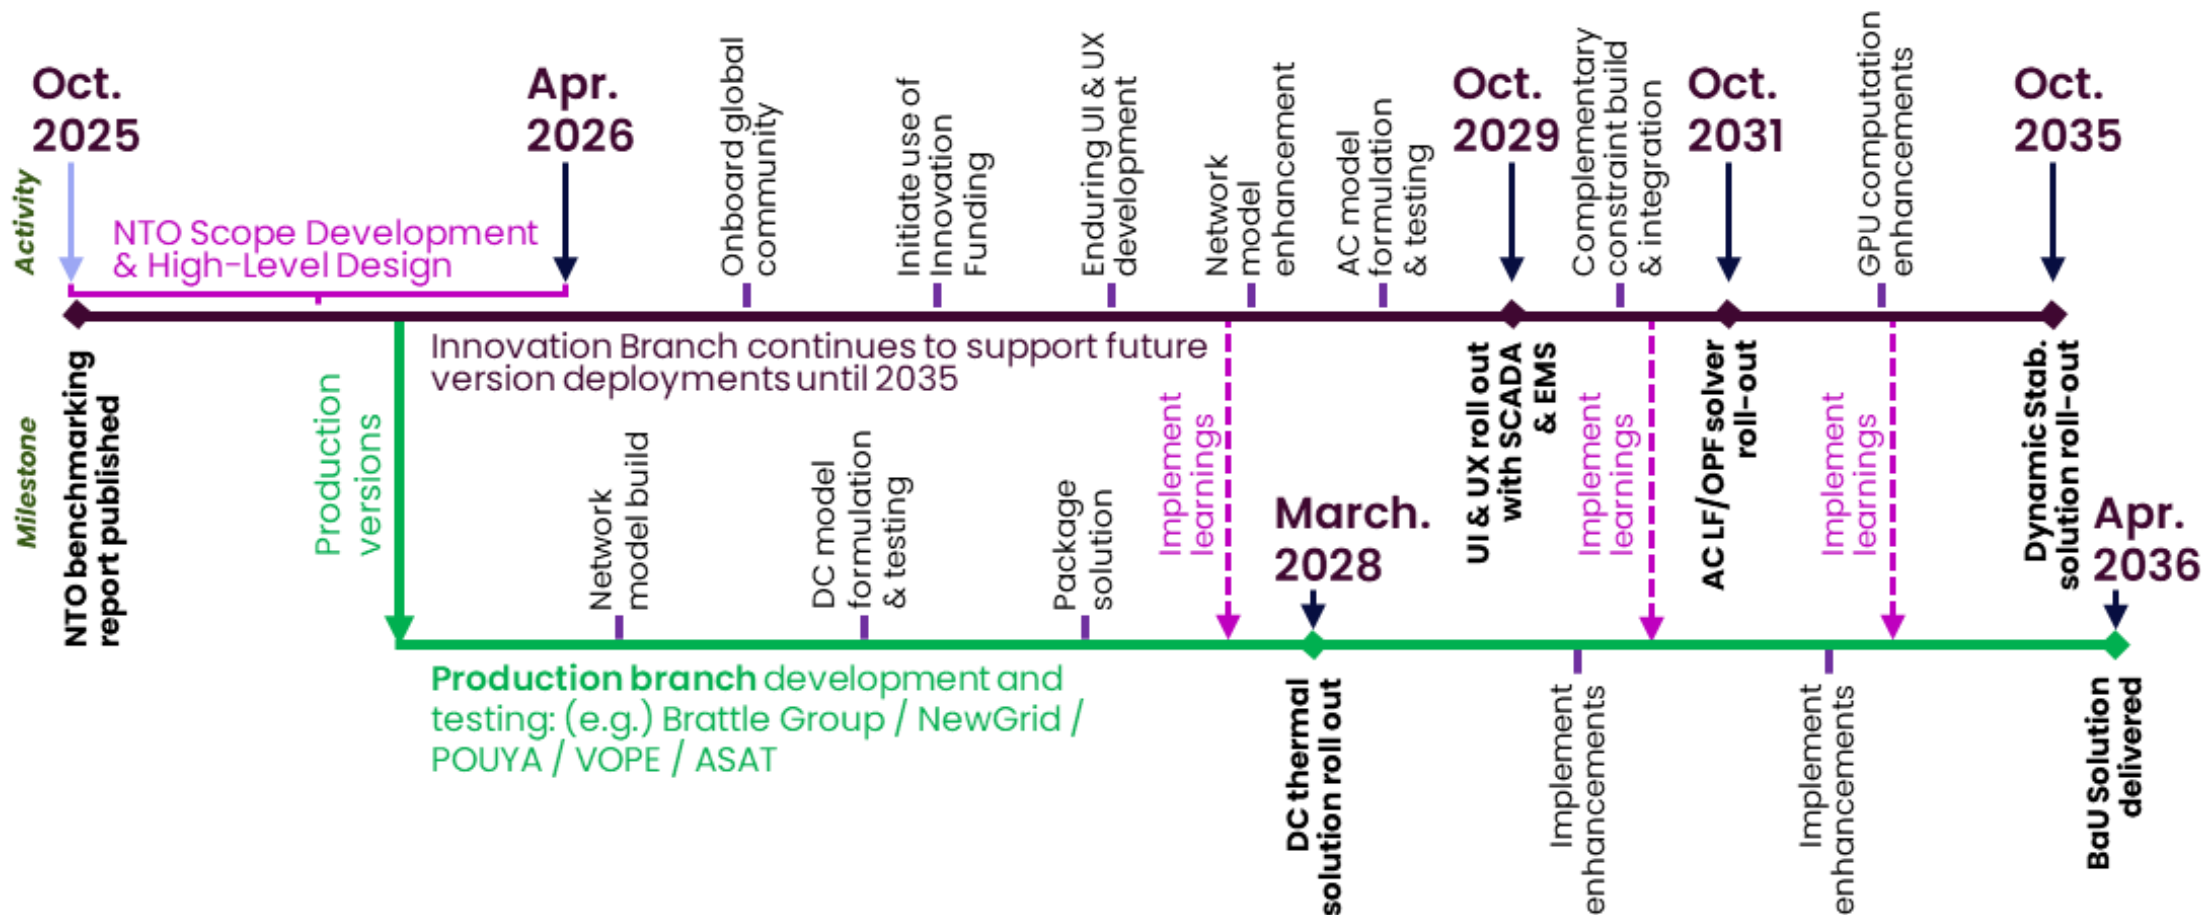 Oct.
2025
Apr.
2026
Onboard global
community
Initiate use of
Innovation
Funding
Enduring UI & UX
development
Network
model
enhancement
AC model
formulation
& testing
Oct.
2029
Complementary
constraint build
& integration
Oct.
2031
GPU computation
enhancements
Oct.
2035
Activity
NTO Scope Development
& High-Level Design
Milestone
NTO benchmarking
report published
Production
versions
Innovation Branch continues to support future
version deployments until 2035
Network
model build
DC model
formulation
& testing
Package
solution
Implement
learnings
March.
2028
UI & UX roll out
with SCADA
& EMS
Implement
learnings
AC LF/OPF solver
roll-out
Implement
learnings
Dynamic Stab.
solution roll-out
Apr.
2036
Production branch development and
testing: (e.g.) Brattle Group / NewGrid /
POUYA / VOPE / ASAT
DC thermal
solution roll out
Implement
enhancements
Implement
enhancements
BaU Solution
delivered